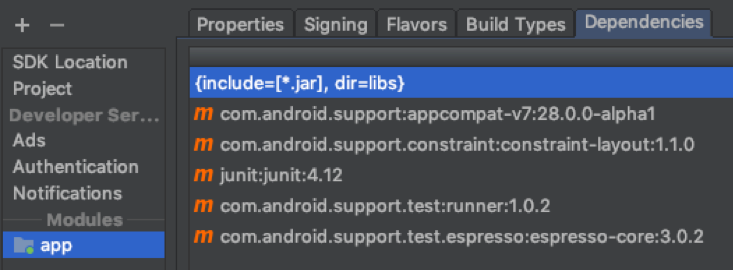 + −
Properties Signing Flavors Build Types Dependencies
SDK Location
Project
Developer Ser...
Ads
Authentication
Notifications
Modules
app
{include=[*.jar], dir=libs}
m com.android.support:appcompat-v7:28.0.0-alpha1
m com.android.support.constraint:constraint-layout:1.1.0
m junit:junit:4.12
m com.android.support.test:runner:1.0.2
m com.android.support.test.espresso:espresso-core:3.0.2